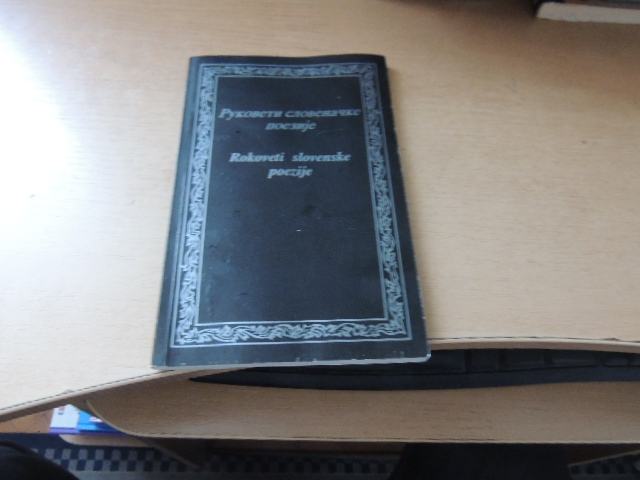 Руковети словеначке
поезије
Rokoveti slovenske
poezije